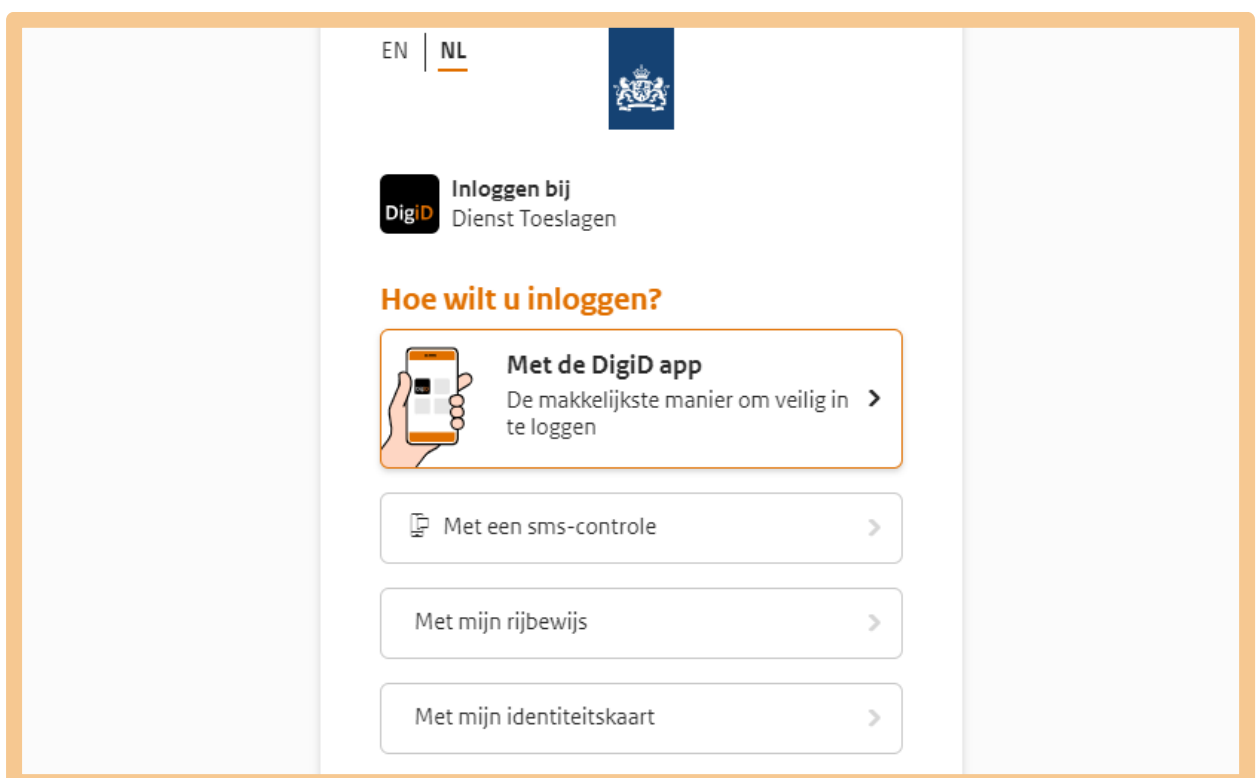 EN NL
DigiD
Inloggen bij
Dienst Toeslagen
Hoe wilt u inloggen?
Met de DigiD app
De makkelijkste manier om veilig in
te loggen
Met een sms-controle
Met mijn rijbewijs
Met mijn identiteitskaart